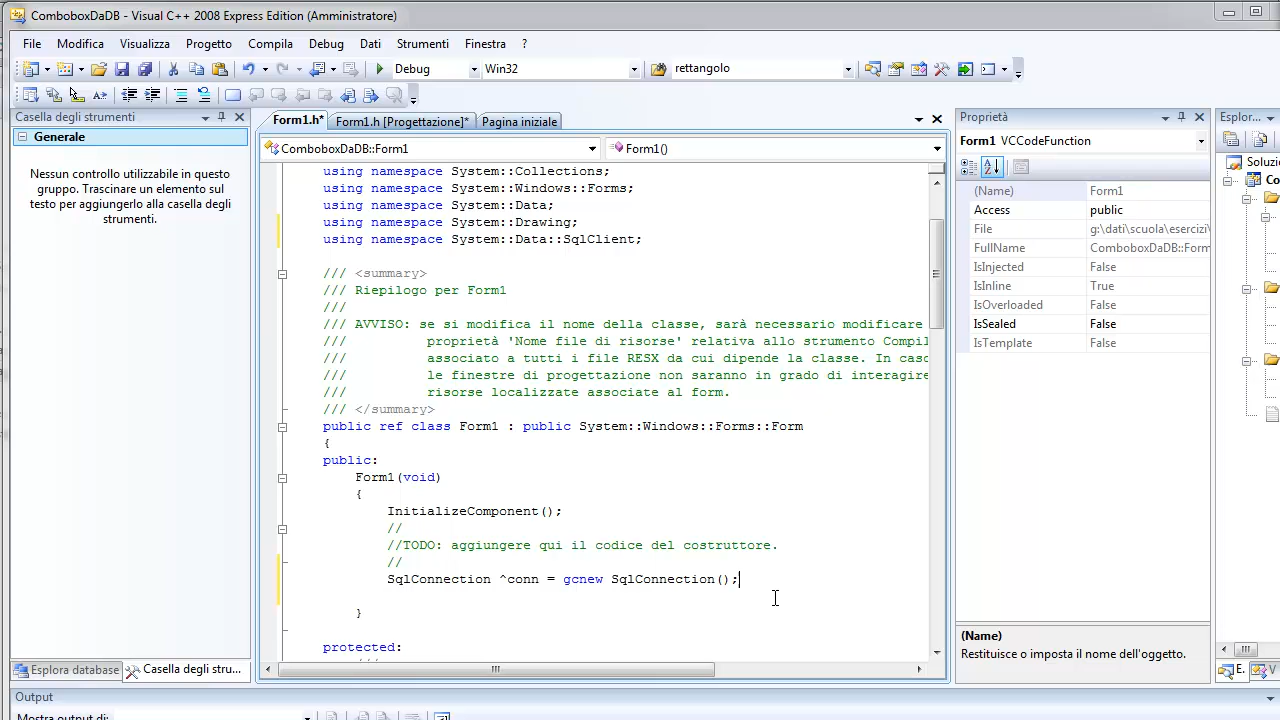 ComboboxDaDB - Visual C++ 2008 Express Edition (Amministratore)
File Modifica Visualizza Progetto Compila Debug Dati Strumenti Finestra ?
Debug Win32 rettangolo
Casella degli strumenti
Generale
Nessun controllo utilizzabile in questo
gruppo. Trascinare un elemento sul
testo per aggiungerlo alla casella degli
strumenti.
Esplora database Casella degli stru...
Form1.h* Form1.h [Progettazione]* Pagina iniziale
ComboboxDaDB::Form1 Form1()
using namespace System::Collections;
using namespace System::Windows::Forms;
using namespace System::Data;
using namespace System::Drawing;
using namespace System::Data::SqlClient;
/// <summary>
/// Riepilogo per Form1
///
/// AVVISO: se si modifica il nome della classe, sarà necessario modificare
/// proprietà 'Nome file di risorse' relativa allo strumento Compil
/// associato a tutti i file RESX da cui dipende la classe. In caso
/// le finestre di progettazione non saranno in grado di interagire
/// risorse localizzate associate al form.
/// </summary>
public ref class Form1 : public System::Windows::Forms::Form
{
public:
Form1(void)
{
InitializeComponent();
//
//TODO: aggiungere qui il codice del costruttore.
//
SqlConnection ^conn = gcnew SqlConnection();
}
protected:
Proprietà
Form1 VCCodeFunction
(Name) Form1
Access public
File g:\dati\scuola\esercizi\
FullName ComboboxDaDB::Form
IsInjected False
IsInline True
IsOverloaded False
IsSealed False
IsTemplate False
(Name)
Restituisce o imposta il nome dell'oggetto.
Esplor...
Soluzio
Co
E. V
Output
Mostra output di: